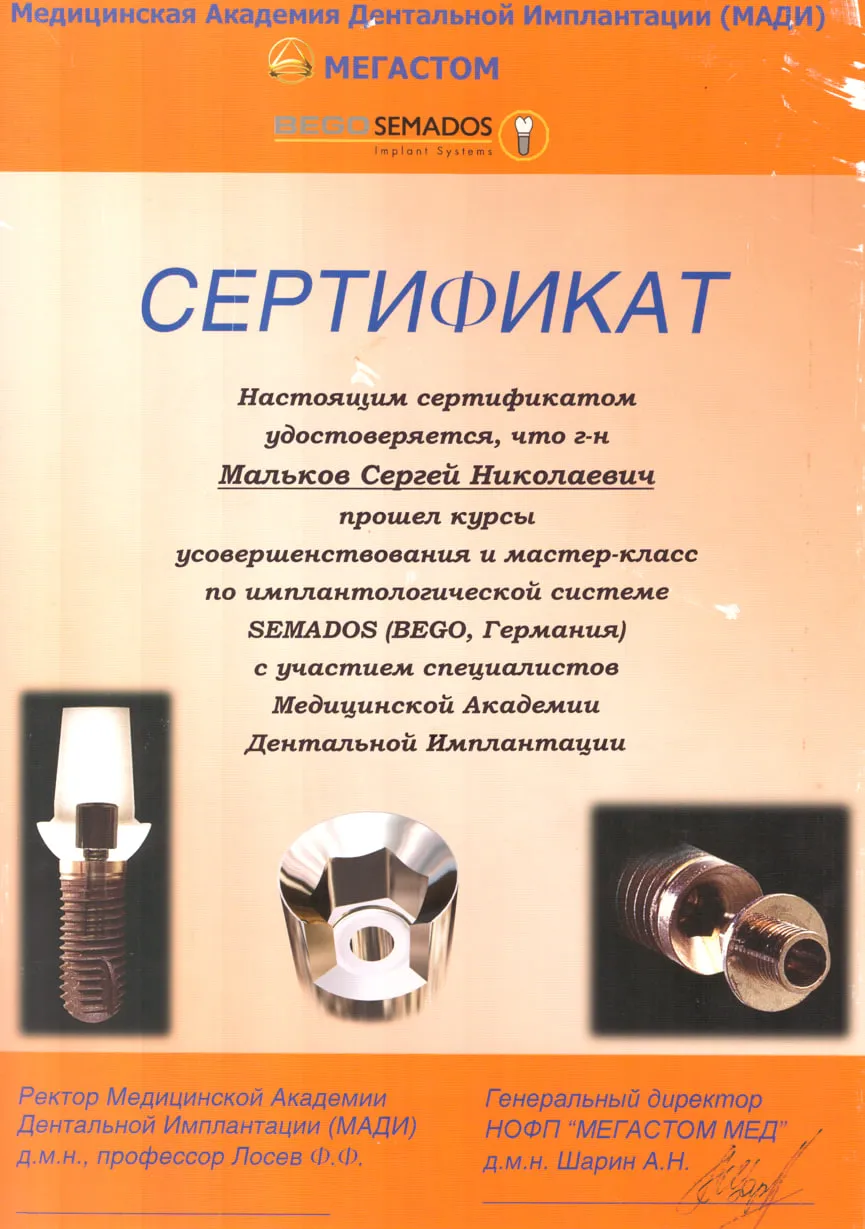 Медицинская Академия Дентальной Имплантации (МАДИ)
МЕГАСТОМ
BEGO SEMADOS
Implant Systems
СЕРТИФИКАТ
Настоящим сертификатом
удостоверяется, что г-н
Мальков Сергей Николаевич
прошел курсы
усовершенствования и мастер-класс
по имплантологической системе
SEMADOS (BEGO, Германия)
с участием специалистов
Медицинской Академии
Дентальной Имплантации
Ректор Медицинской Академии
Дентальной Имплантации (МАДИ)
д.м.н., профессор Лосев Ф.Ф.
Генеральный директор
НОФП “МЕГАСТОМ МЕД”
д.м.н. Шарин А.Н.